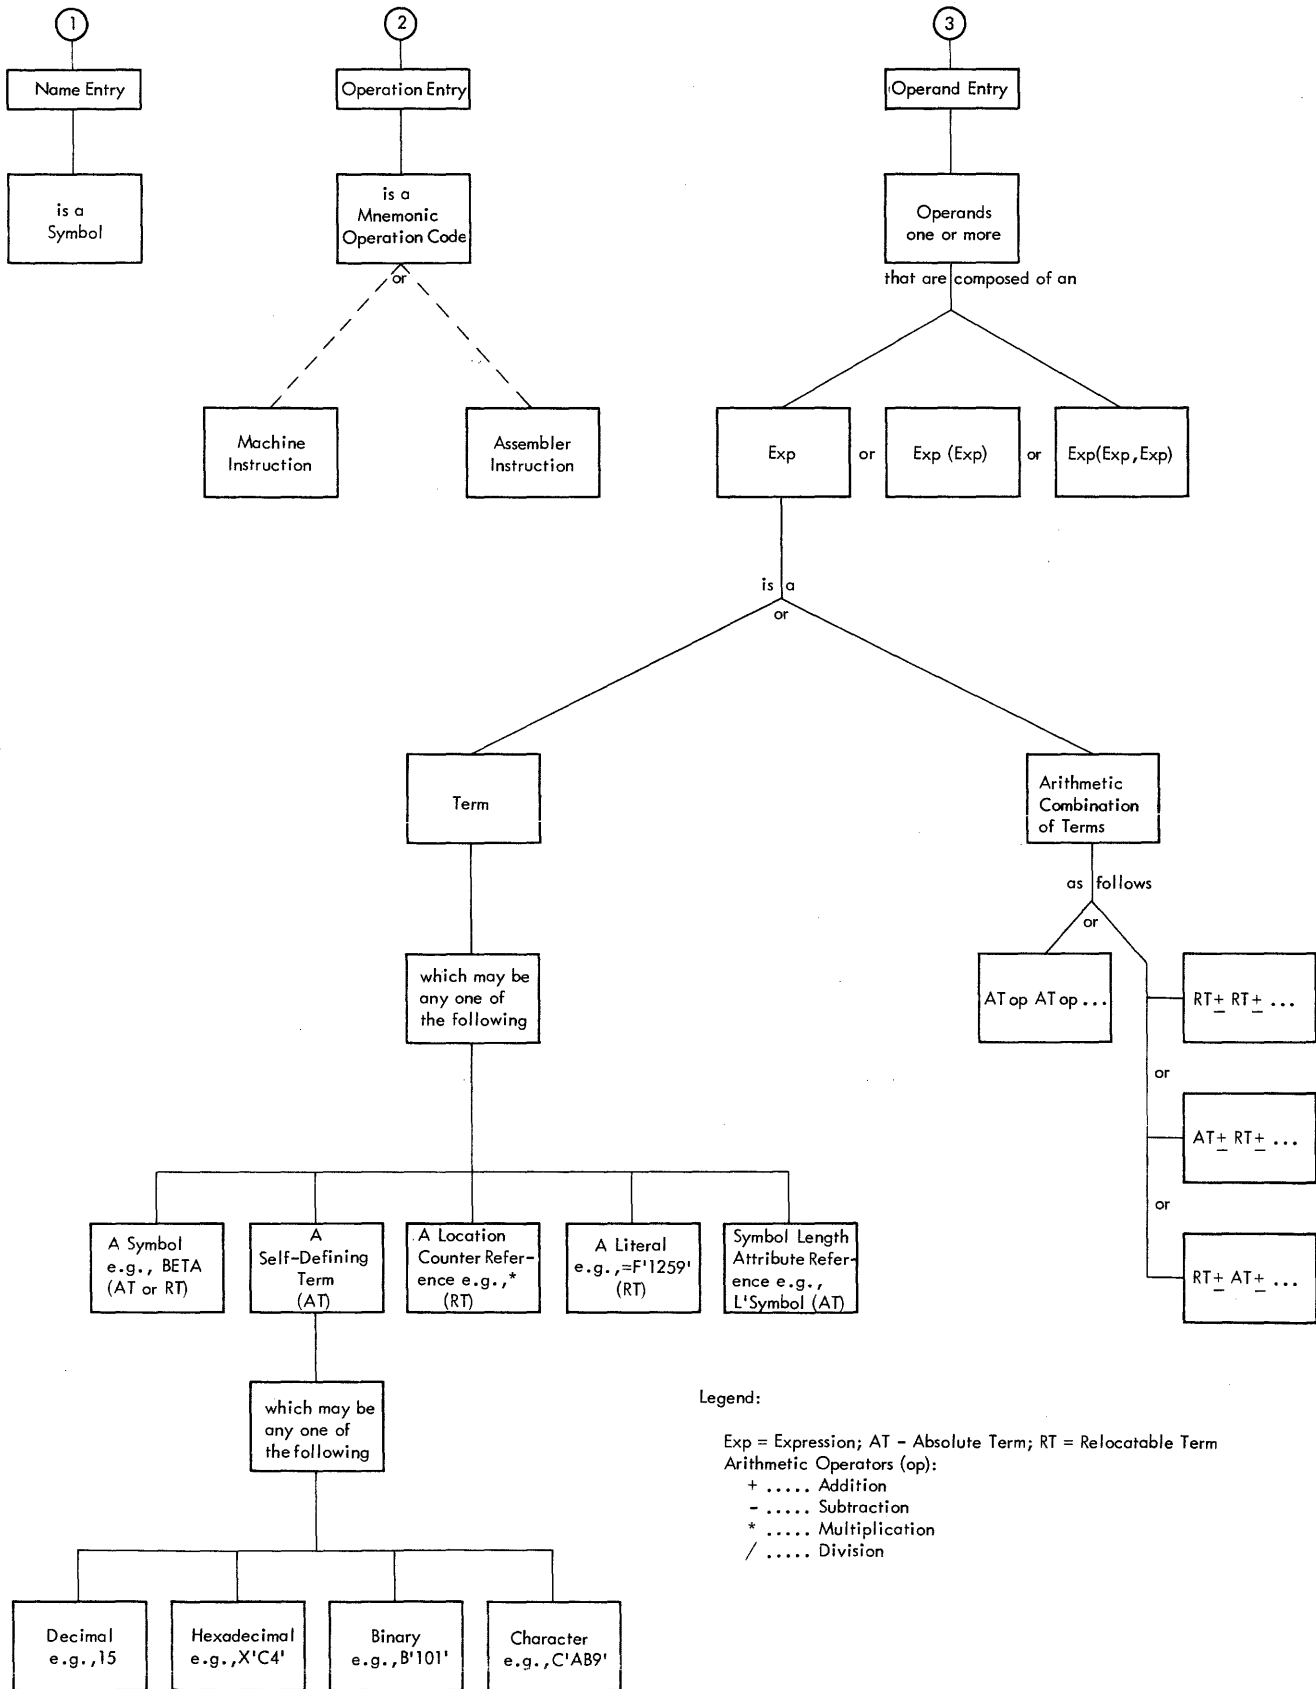 1
2
3
Name Entry
Operation Entry
Operand Entry
is a
Symbol
is a
Mnemonic
Operation Code
or
Operands
one or more
that are composed of an
Machine
Instruction
Assembler
Instruction
Exp
or
Exp (Exp)
or
Exp(Exp,Exp)
is a
or
Term
Arithmetic
Combination
of Terms
as follows
or
which may be
any one of
the following
AT op AT op ...
RT± RT± ...
or
AT± RT± ...
or
RT± AT± ...
A Symbol
e.g., BETA
(AT or RT)
A
Self-Defining
Term
(AT)
A Location
Counter Refer-
ence e.g.,*
(RT)
A Literal
e.g.,=F'1259'
(RT)
Symbol Length
Attribute Refer-
ence e.g.,
L'Symbol (AT)
which may be
any one of
the following
Decimal
e.g.,15
Hexadecimal
e.g.,X'C4'
Binary
e.g.,B'101'
Character
e.g.,C'AB9'
Legend:
Exp = Expression; AT - Absolute Term; RT = Relocatable Term
Arithmetic Operators (op):
+ ..... Addition
- ..... Subtraction
* ..... Multiplication
/ ..... Division